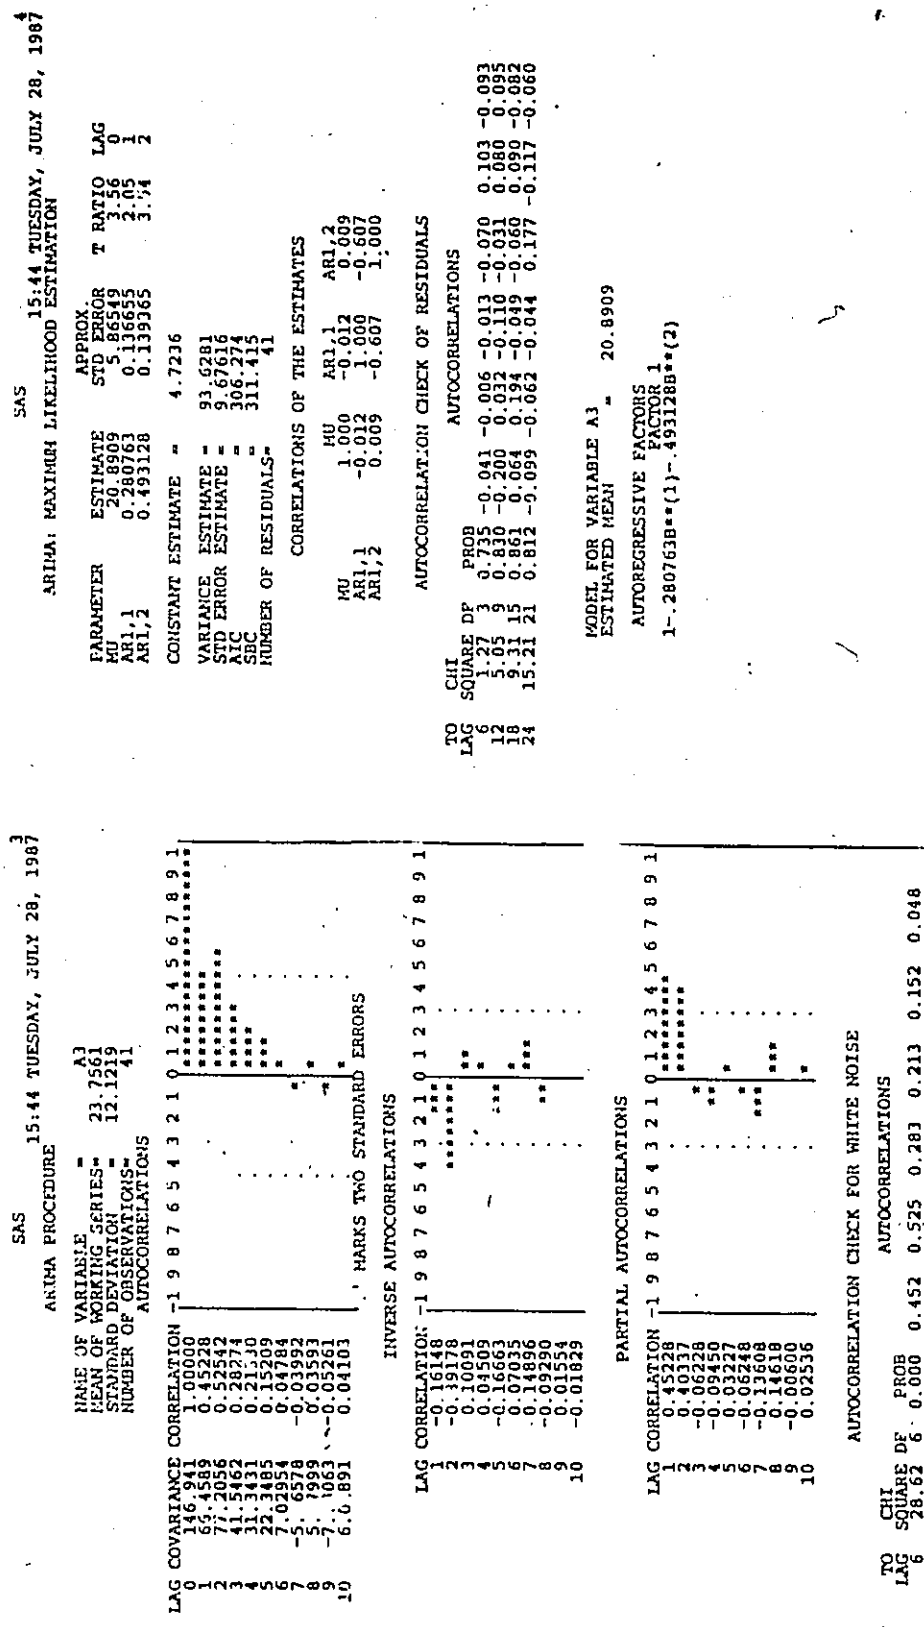 SAS
15:44 TUESDAY, JULY 28, 1987
3
ARIMA PROCEDURE
NAME OF VARIABLE = A3
MEAN OF WORKING SERIES= 23.7561
STANDARD DEVIATION = 12.1219
NUMBER OF OBSERVATIONS= 41
AUTOCORRELATIONS
LAG COVARIANCE CORRELATION -1 9 8 7 6 5 4 3 2 1 0 1 2 3 4 5 6 7 8 9 1
0 146.941 1.00000
1 66.4589 0.45228
2 77.2056 0.52542
3 41.5462 0.28274
4 31.3431
5 22.3485 0.15209
6 7.02954 0.04784
7 -5.  6578 -0.03992
8 0.03593
9 -0.05261
10 0.04103
'.' MARKS TWO STANDARD ERRORS
INVERSE AUTOCORRELATIONS
LAG CORRELATION -1 9 8 7 6 5 4 3 2 1 0 1 2 3 4 5 6 7 8 9 1
1 -0.16148
2 -0.39178
3 0.10091
4 0.04509
5 -0.16663
6 0.07035
7 0.14896
8 -0.09280
9 0.01554
10 -0.01829
PARTIAL AUTOCORRELATIONS
LAG CORRELATION -1 9 8 7 6 5 4 3 2 1 0 1 2 3 4 5 6 7 8 9 1
1 0.45228
2 0.40337
3 -0.06228
4 -0.09450
5 0.03227
6 -0.06248
7 -0.13608
8 0.14618
9 -0.00600
10 0.02536
AUTOCORRELATION CHECK FOR WHITE NOISE
TO CHI AUTOCORRELATIONS
LAG SQUARE DF PROB
6 28.62 6 0.000 0.452 0.525 0.283 0.213 0.152 0.048
SAS
15:44 TUESDAY, JULY 28, 1987
4
ARIMA: MAXIMUM LIKELIHOOD ESTIMATION
APPROX.
PARAMETER ESTIMATE STD ERROR T RATIO LAG
MU 20.8909 5.86549 3.56 0
AR1,1 0.280763 0.136655 2.05 1
AR1,2 0.493128 0.139365 3.54 2
CONSTANT ESTIMATE = 4.7236
VARIANCE ESTIMATE = 93.6281
STD ERROR ESTIMATE = 9.67616
AIC = 306.274
SBC = 311.415
NUMBER OF RESIDUALS= 41
CORRELATIONS OF THE ESTIMATES
MU AR1,1 AR1,2
MU 1.000 -0.012 0.009
AR1,1 -0.012 1.000 -0.607
AR1,2 0.009 -0.607 1.000
AUTOCORRELATION CHECK OF RESIDUALS
TO CHI AUTOCORRELATIONS
LAG SQUARE DF PROB
6 1.27 3 0.735 -0.041 -0.006 -0.013 -0.070 0.103 -0.093
12 5.05 9 0.830 -0.200 0.032 -0.110 -0.031 0.080 0.095
18 9.31 15 0.861 0.064 0.194 -0.049 -0.060 0.090 -0.082
24 15.21 21 0.812 -0.099 -0.062 -0.044 0.177 -0.117 -0.060
MODEL FOR VARIABLE A3
ESTIMATED MEAN = 20.8909
AUTOREGRESSIVE FACTORS
FACTOR 1
1-.280763B**(1)-.493128B**(2)